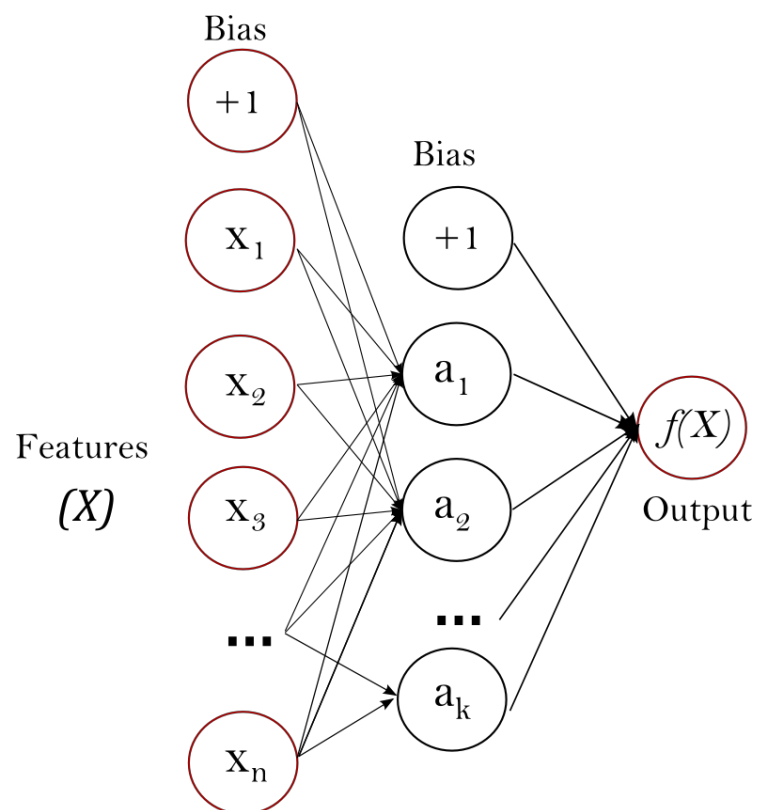 Bias
+1
Bias
x₁
+1
x₂
a₁
f(X)
Features
(X)
x₃
a₂
Output
...
...
xₙ
aₖ